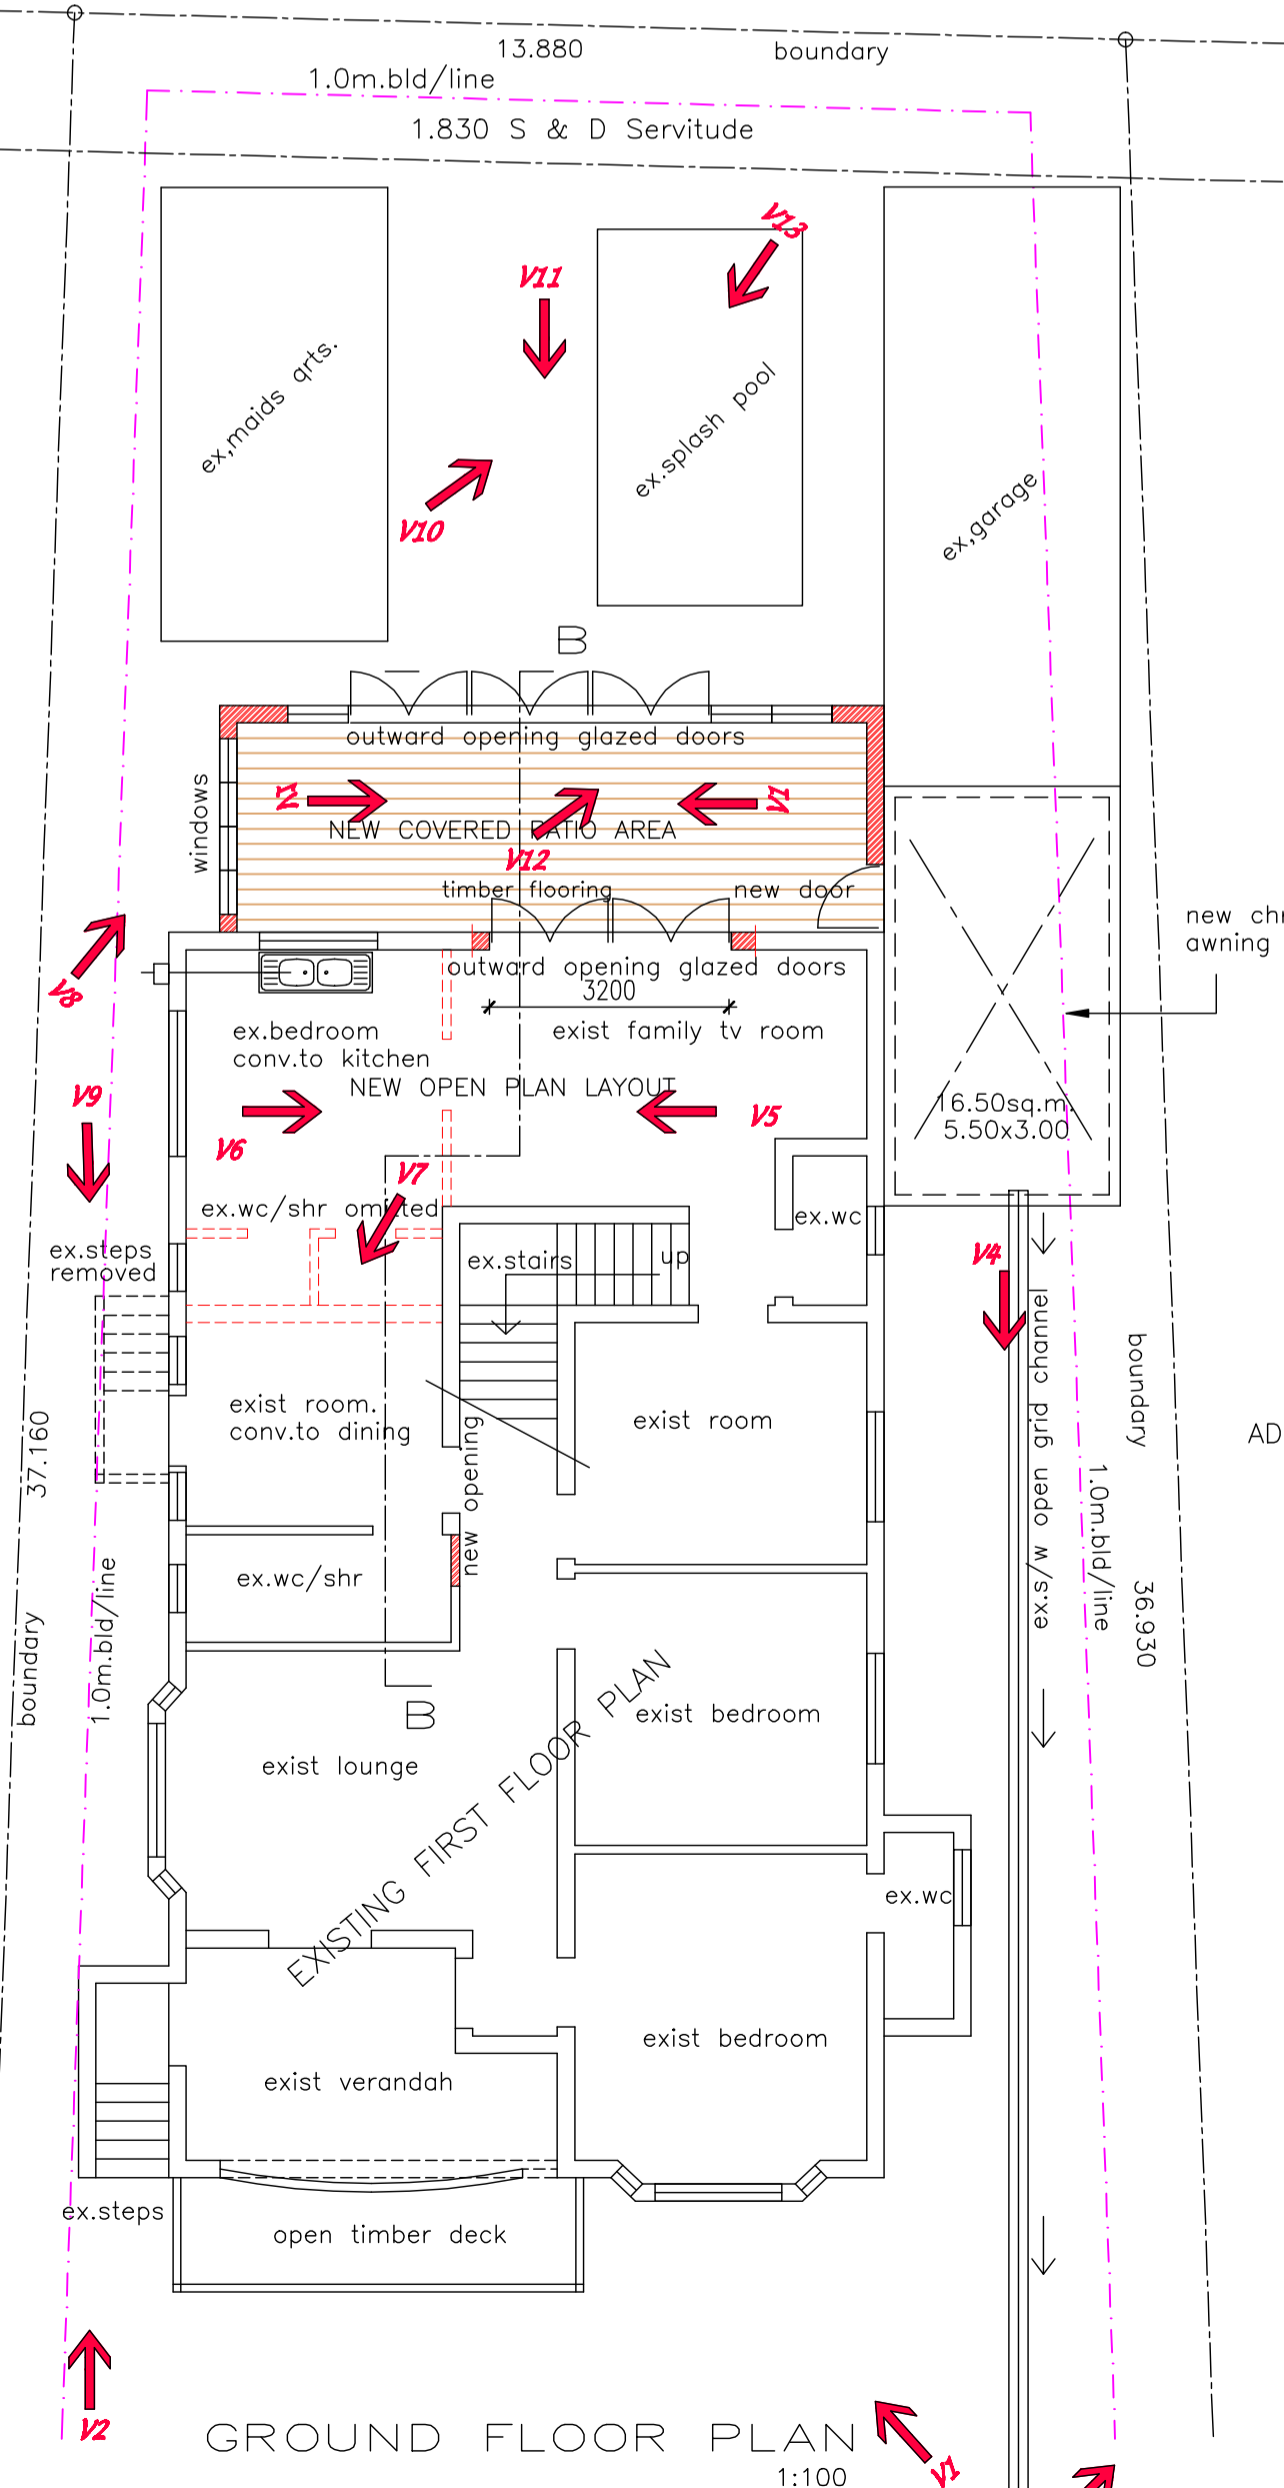 13.880
boundary
1.0m.bld/line
1.830 S & D Servitude
V13
V11
ex,maids qrts.
ex.splash pool
ex,garage
V10
B
outward opening glazed doors
windows
V1
NEW COVERED PATIO AREA
V12
timber flooring
new door
new ch
awning
V8
outward opening glazed doors
3200
ex.bedroom
conv.to kitchen
exist family tv room
NEW OPEN PLAN LAYOUT
V9
V6
V5
16.50sq.m.
5.50x3.00
V7
ex.wc/shr omitted
ex.wc
ex.steps
removed
ex.stairs
up
V4
exist room.
conv.to dining
new opening
exist room
ex.s/w open grid channel
boundary
37.160
AD
1.0m.bld/line
36.930
ex.wc/shr
boundary
1.0m.bld/line
B
exist lounge
EXISTING FIRST FLOOR PLAN
exist bedroom
ex.wc
exist bedroom
exist verandah
ex.steps
open timber deck
V2
GROUND FLOOR PLAN
1:100
V1